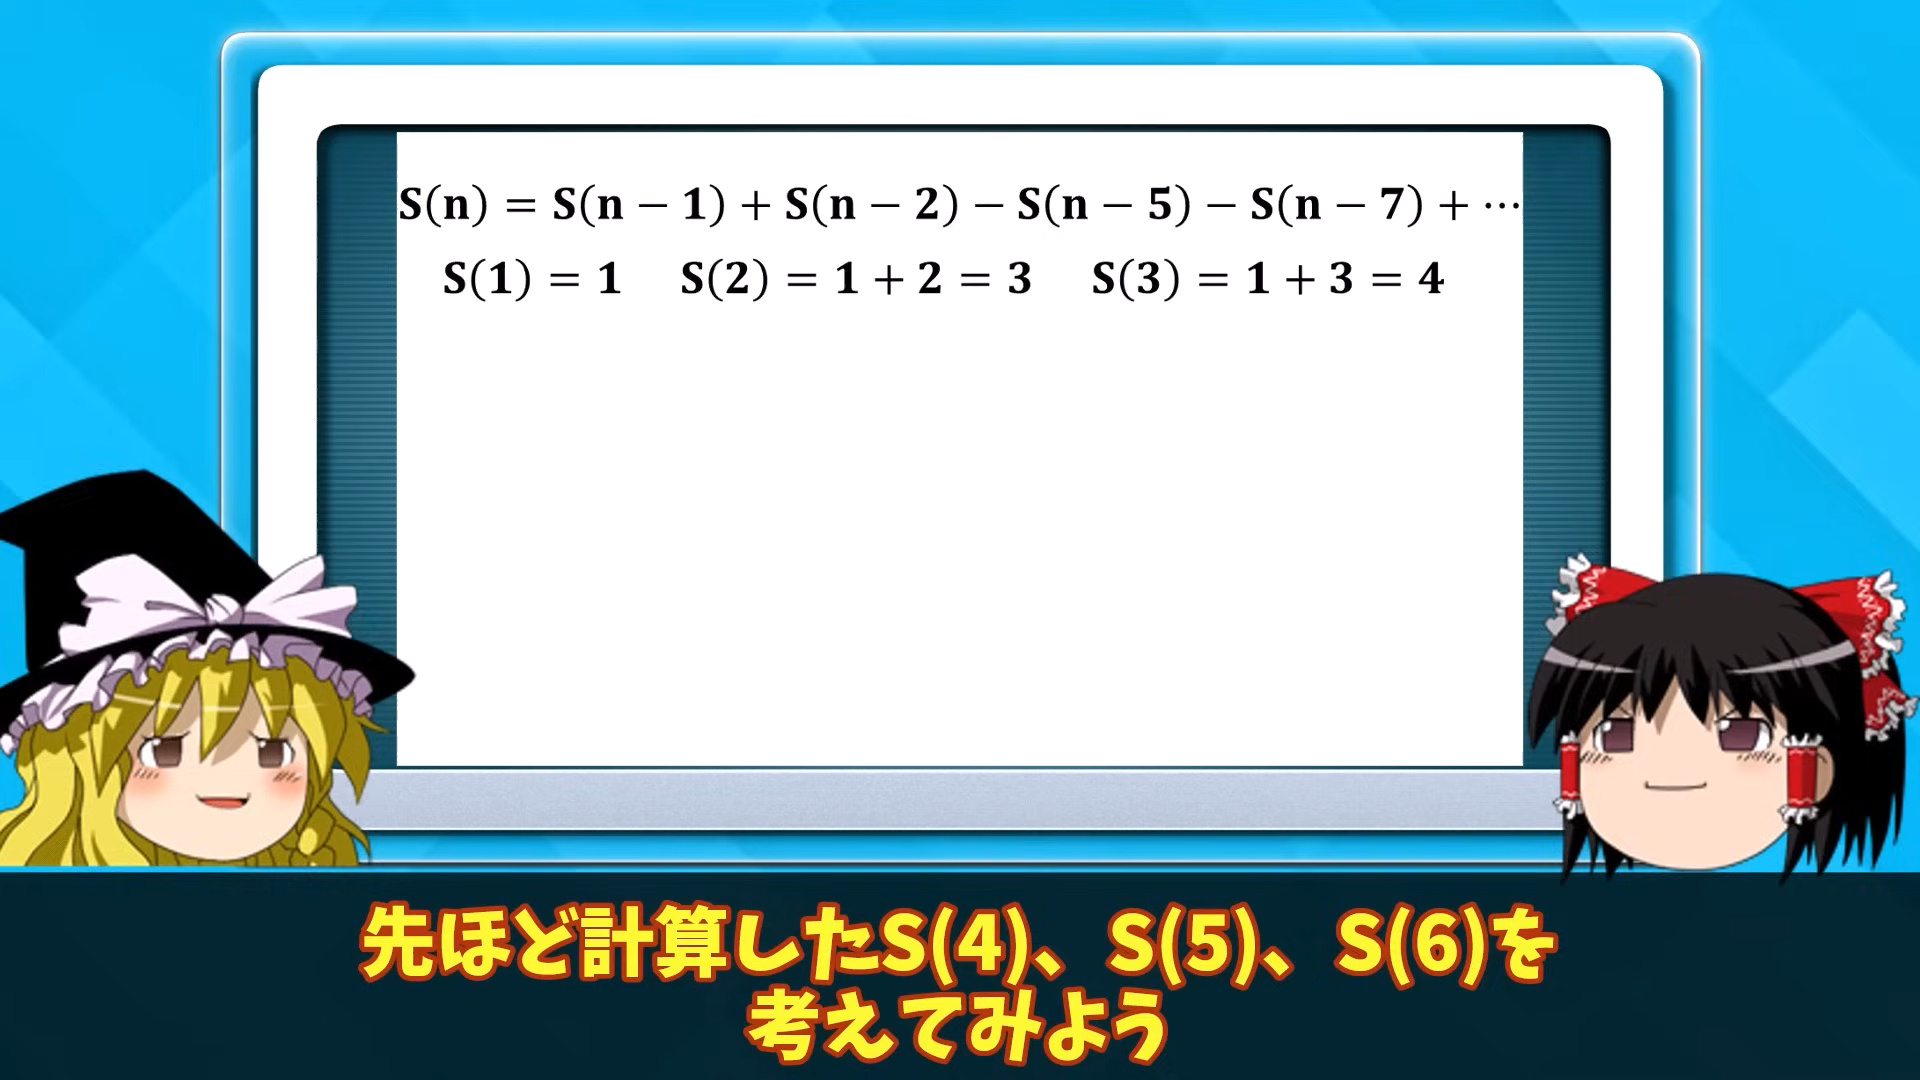 S(n) = S(n − 1) + S(n − 2) − S(n − 5) − S(n − 7) + ⋯
S(1) = 1 S(2) = 1 + 2 = 3 S(3) = 1 + 3 = 4
先ほど計算したS(4)、S(5)、S(6)を
考えてみよう